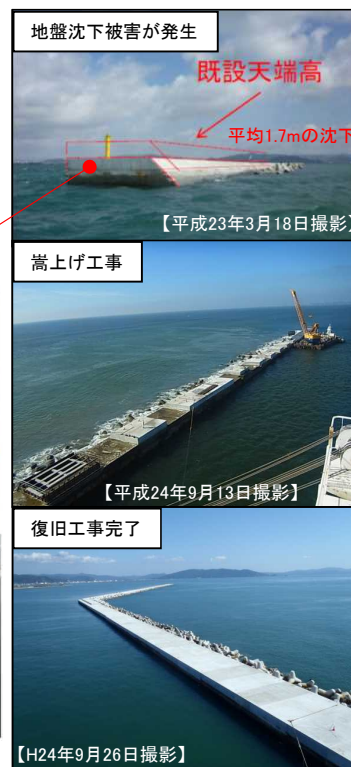 地盤沈下被害が発生
既設天端高
平均1.7mの沈下
【平成23年3月18日撮影】
嵩上げ工事
【平成24年9月13日撮影】
復旧工事完了
【H24年9月26日撮影】